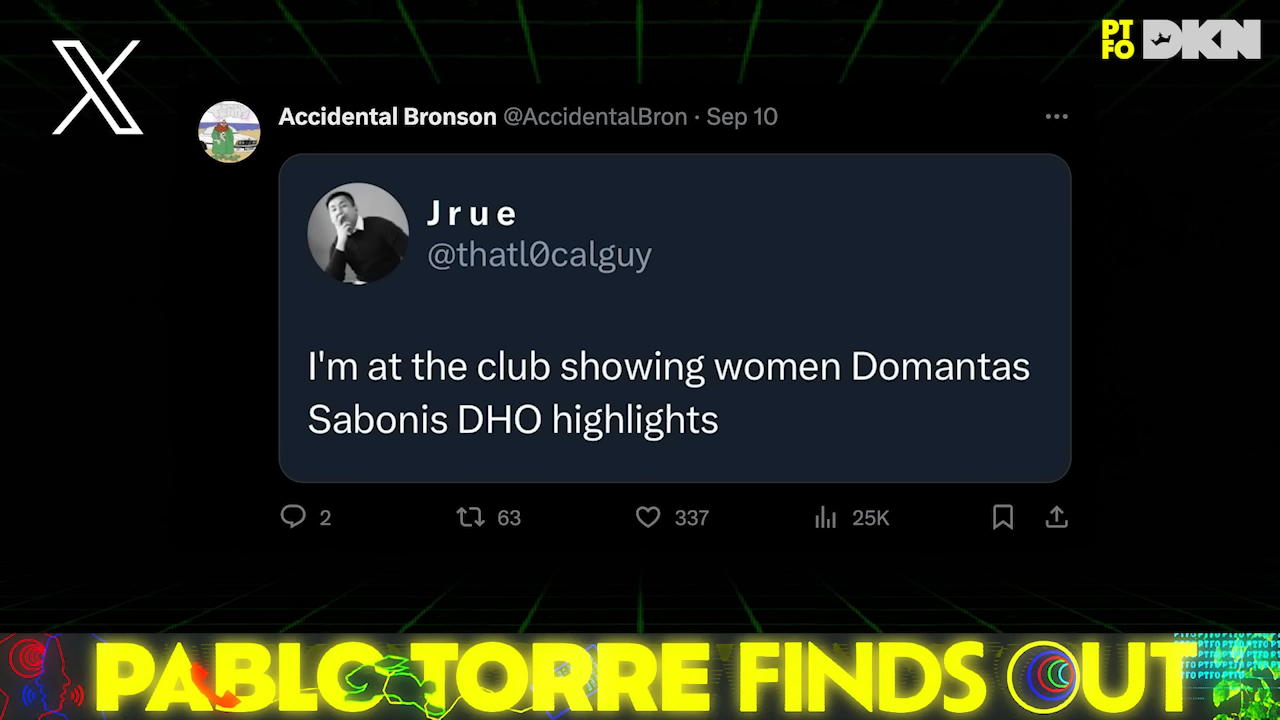 PT
FO DKN
Accidental Bronson @AccidentalBron · Sep 10
J r u e
@thatl0calguy
I'm at the club showing women Domantas
Sabonis DHO highlights
2 63 337 25K
PABLO TORRE FINDS OUT